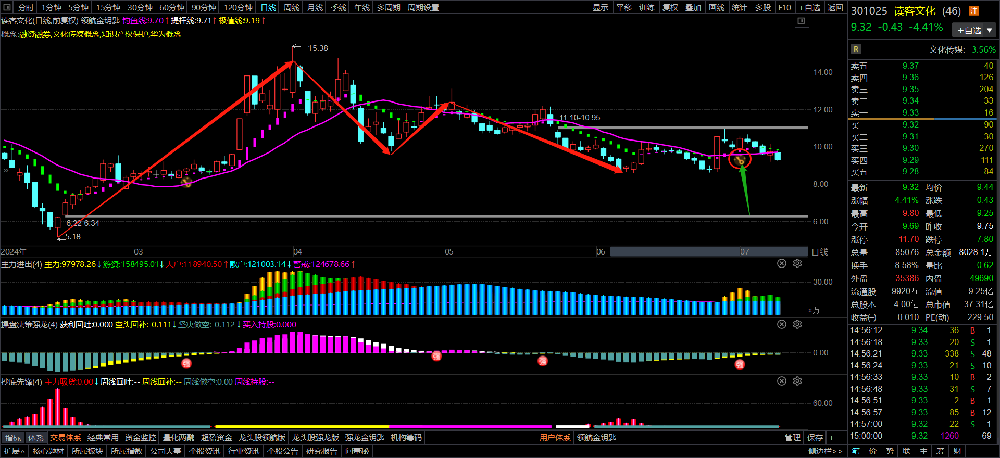 分时 1分钟 5分钟 15分钟 30分钟 60分钟 90分钟 120分钟 日线 周线 月线 季线 年线 多周期 周期设置 显示 平移 训练 复权 叠加 画线 统计 多股 F10 +自选 返回
读客文化(日线,前复权) 领航金钥匙 钓鱼线:9.70↑ 提杆线:9.71↑ 极值线:9.19↑
概念:融资融券,文化传媒概念,知识产权保护,华为概念
15.38
14.00
12.00
11.10-10.95
10.00
8.00
6.22-6.34
6.00
5.18
2024年 03 04 05 06 07 日线
主力进出(4) 主力:97978.26↓ 游资:158495.01↓ 大户:118940.50↑ 散户:121003.14↓ 警戒:124678.66↑
30.00
×万
操盘决策强龙(4) 获利回吐:0.000 空头回补:-0.111↓ 坚决做空:-0.112↓ 买入持股:0.000
0.00
强 强 强 强
抄底先锋(4) 主力吸货:0.00↓ 周线回吐:-- 周线回补:-- 周线做空:0.00 周线持股:--
60.00
指标 体系 交易体系 经典常用 资金监控 量化两融 超盈资金 龙头股领航版 龙头股强龙版 强龙金钥匙 机构筹码 用户体系 领航金钥匙 管理 保存 + -
扩展∧ 核心题材 所属板块 所属指数 公司大事 个股资讯 行业资讯 个股公告 研究报告 问董秘 侧边栏>>
301025 读客文化 (46) 注
9.32 -0.43 -4.41% +自选 ▼
R 文化传媒: -3.56%
卖五 9.37 40
卖四 9.36 126
卖三 9.35 204
卖二 9.34 33
卖一 9.33 16
买一 9.32 90
买二 9.31 30
买三 9.30 270
买四 9.29 111
买五 9.28 84
最新 9.32 均价 9.44
涨幅 -4.41% 涨跌 -0.43
最高 9.80 最低 9.25
今开 9.69 昨收 9.75
涨停 11.70 跌停 7.80
总量 85076 总金额 8028.1万
换手 8.58% 量比 0.62
外盘 35386 内盘 49690
流通股 9920万 流值 9.25亿
总股本 4.00亿 总市值 37.31亿
收益(一) 0.010 PE(动) 229.50
14:56:12 9.34 36 B 1
14:56:18 9.33 20 S 1
14:56:21 9.33 338 S 48
14:56:24 9.33 21 S 10
14:56:33 9.33 10 B 2
14:56:48 9.33 31 S 7
14:56:51 9.33 2 B 1
14:56:57 9.33 85 B 12
14:57:00 9.32 22 S 1
15:00:00 9.32 1260 69
笔 价 势 联 主 筹 财